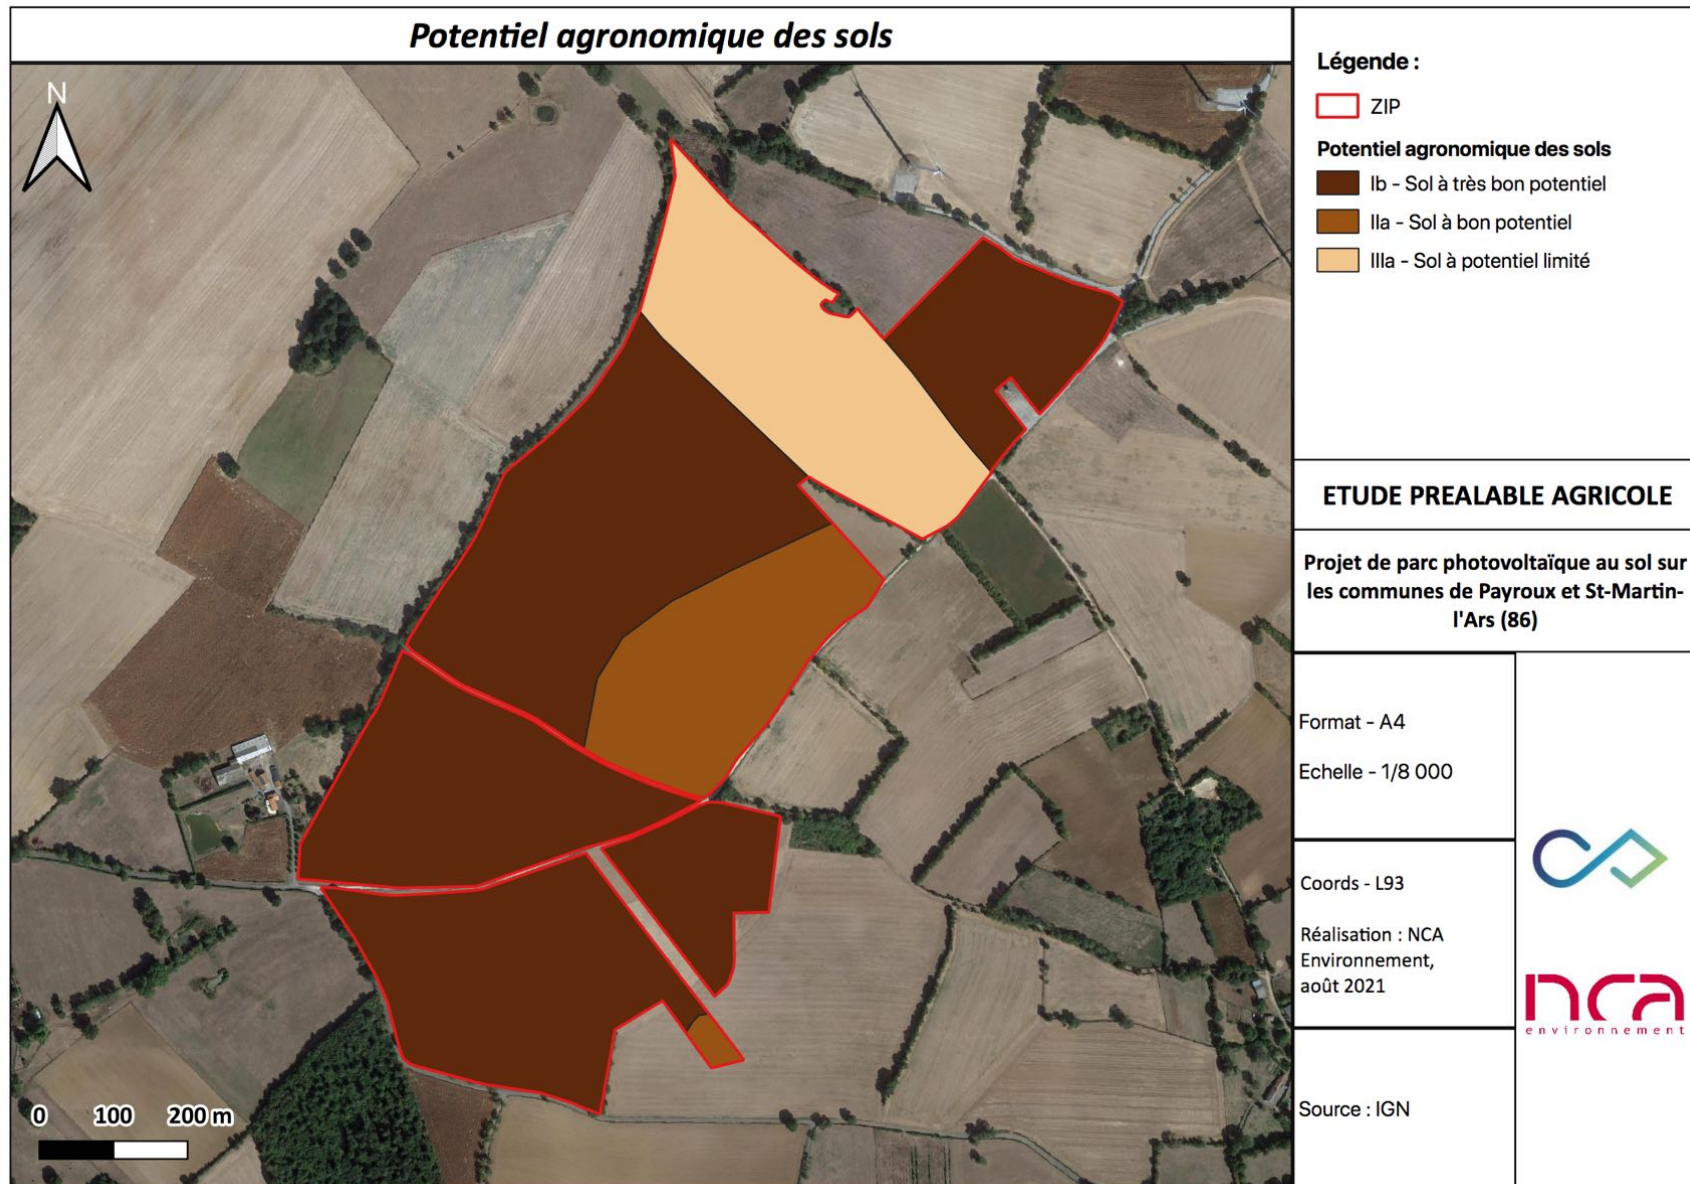 Potentiel agronomique des sols
N
0 100 200 m
Légende :
ZIP
Potentiel agronomique des sols
Ib - Sol à très bon potentiel
IIa - Sol à bon potentiel
IIIa - Sol à potentiel limité
ETUDE PREALABLE AGRICOLE
Projet de parc photovoltaïque au sol sur
les communes de Payroux et St-Martin-
l'Ars (86)
Format - A4
Echelle - 1/8 000
Coords - L93
Réalisation : NCA
Environnement,
août 2021
Source : IGN
nca
environnement